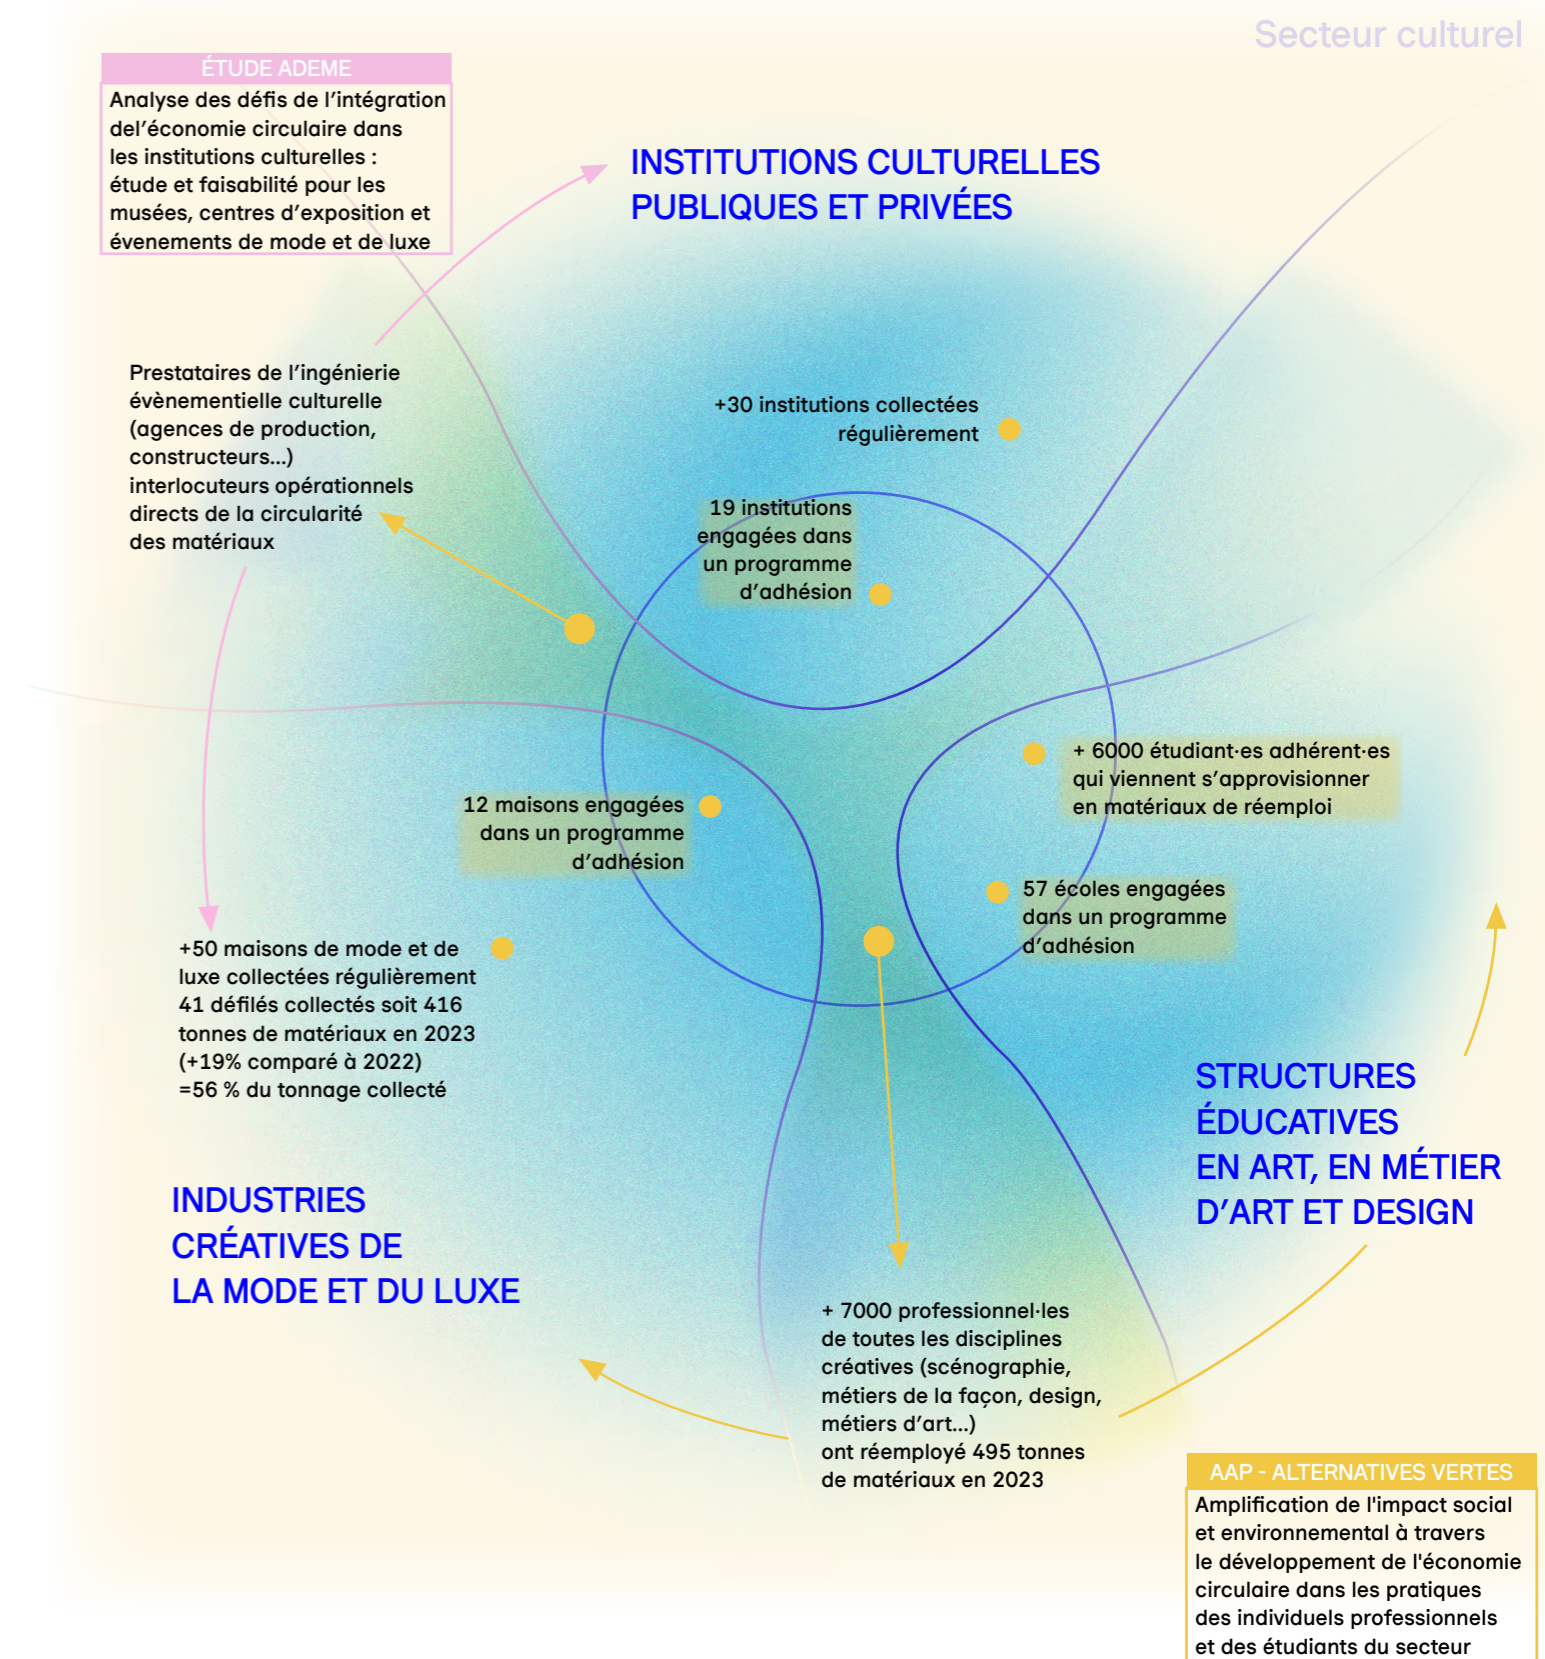 Secteur culturel
ÉTUDE ADEME
Analyse des défis de l’intégration
del’économie circulaire dans
les institutions culturelles :
étude et faisabilité pour les
musées, centres d’exposition et
évenements de mode et de luxe
INSTITUTIONS CULTURELLES
PUBLIQUES ET PRIVÉES
Prestataires de l’ingénierie
évènementielle culturelle
(agences de production,
constructeurs...)
interlocuteurs opérationnels
directs de la circularité
des matériaux
+30 institutions collectées
régulièrement
19 institutions
engagées dans
un programme
d’adhésion
+ 6000 étudiant·es adhérent·es
qui viennent s’approvisionner
en matériaux de réemploi
12 maisons engagées
dans un programme
d’adhésion
57 écoles engagées
dans un programme
d’adhésion
+50 maisons de mode et de
luxe collectées régulièrement
41 défilés collectés soit 416
tonnes de matériaux en 2023
(+19% comparé à 2022)
=56 % du tonnage collecté
STRUCTURES
ÉDUCATIVES
EN ART, EN MÉTIER
D’ART ET DESIGN
INDUSTRIES
CRÉATIVES DE
LA MODE ET DU LUXE
+ 7000 professionnel·les
de toutes les disciplines
créatives (scénographie,
métiers de la façon, design,
métiers d’art...)
ont réemployé 495 tonnes
de matériaux en 2023
AAP - ALTERNATIVES VERTES
Amplification de l'impact social
et environnemental à travers
le développement de l'économie
circulaire dans les pratiques
des individuels professionnels
et des étudiants du secteur